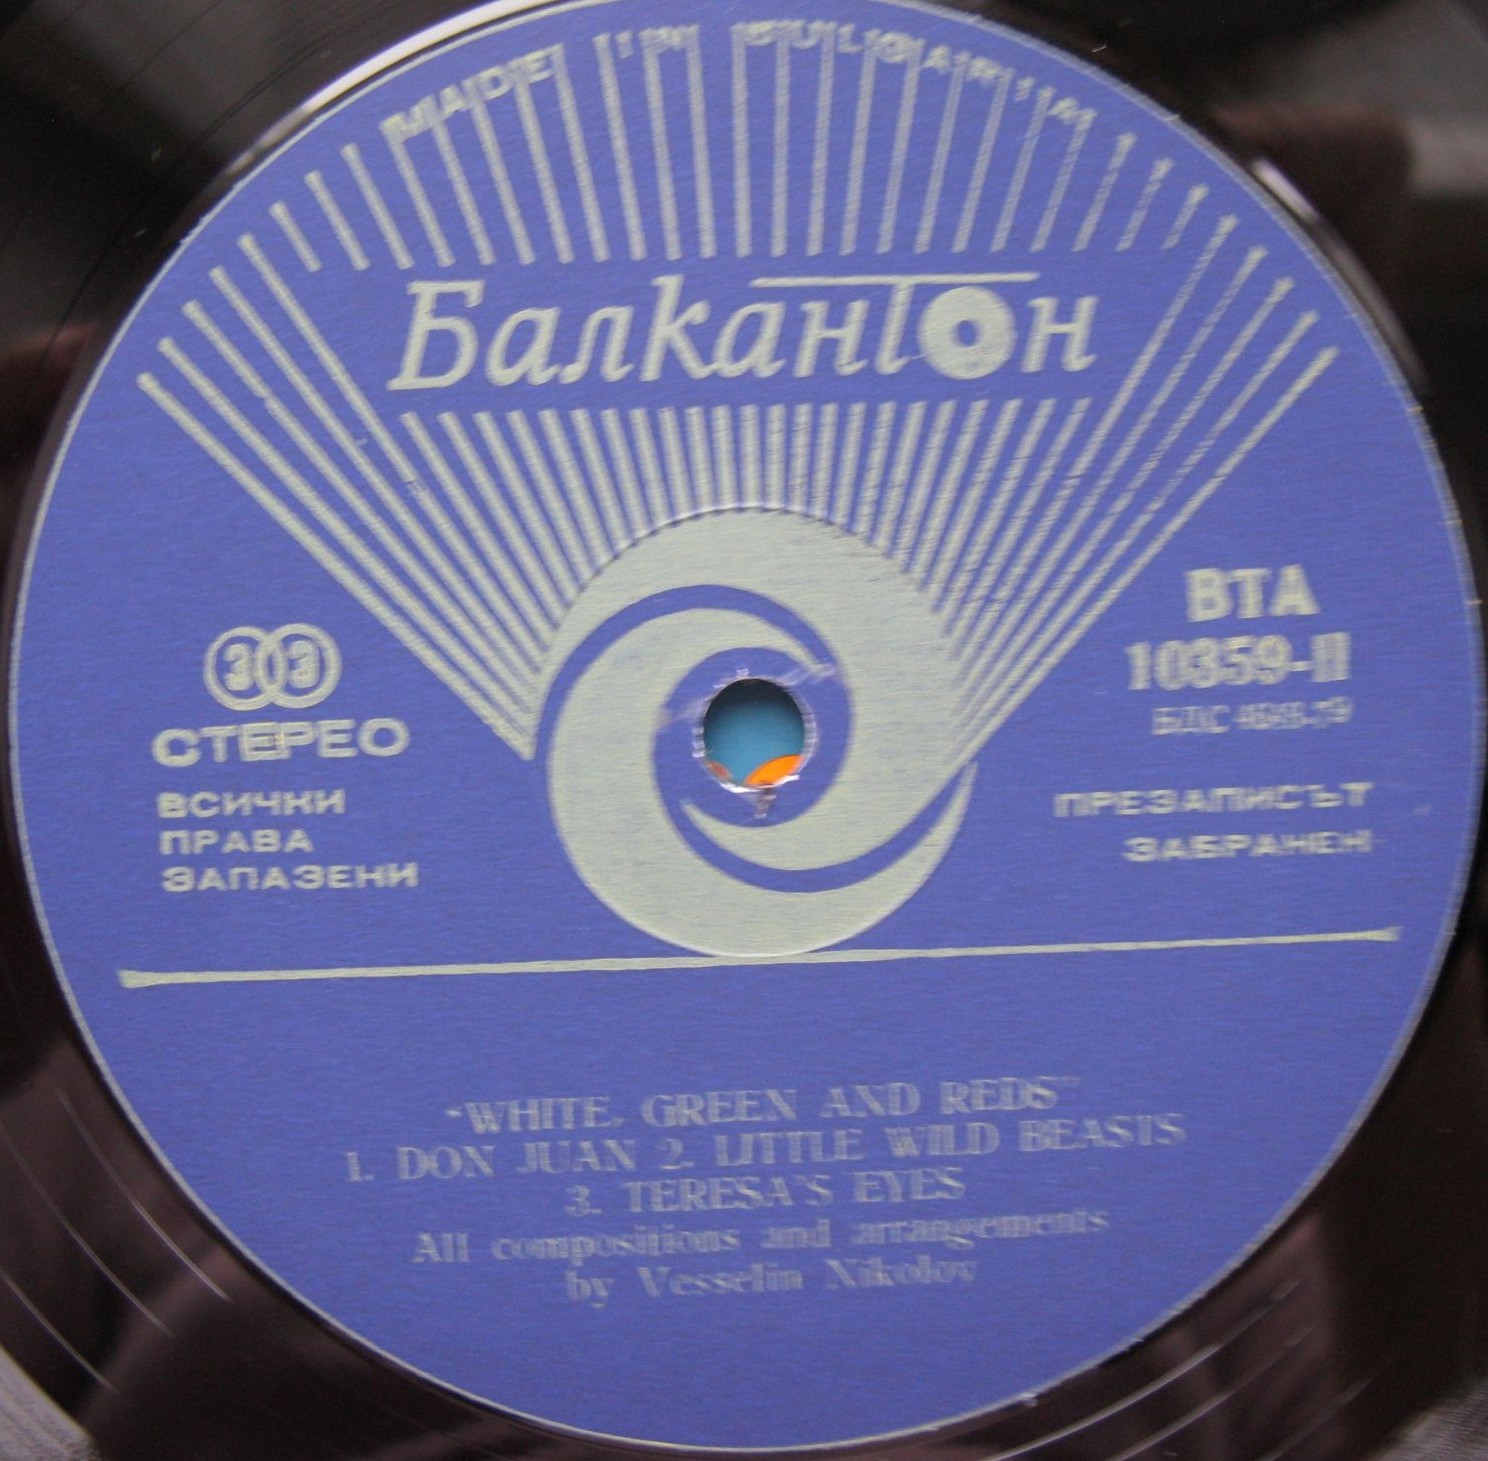 MADE IN BULGARIA
Балкантон
33
СТЕРЕО
ВСИЧКИ
ПРАВА
ЗАПАЗЕНИ
ВТА
10359-II
БДС
ПРЕЗАПИСЪТ
ЗАБРАНЕН
"WHITE, GREEN AND REDS"
1. DON JUAN 2. LITTLE WILD BEASTS
3. TERESA'S EYES
All compositions and arrangements
by Vesselin Nikolov